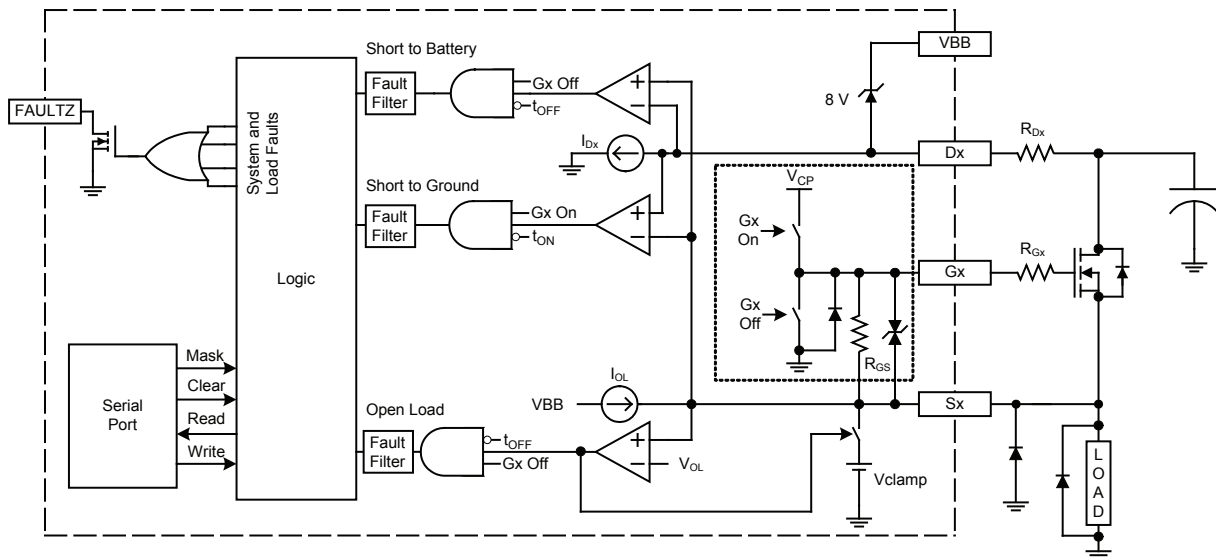 VBB
Short to Battery
Fault
Filter
Gx Off
tOFF
+
–
8 V
FAULTZ
System and
Load Faults
IDx
Dx
RDx
Short to Ground
VCP
Fault
Filter
Gx On
tON
+
–
Gx
On
Gx
RGx
Logic
Gx
Off
RGS
Serial
Port
Mask
Clear
Read
Write
IOL
VBB
Sx
Open Load
Fault
Filter
tOFF
Gx Off
+
–
VOL
Vclamp
LOAD